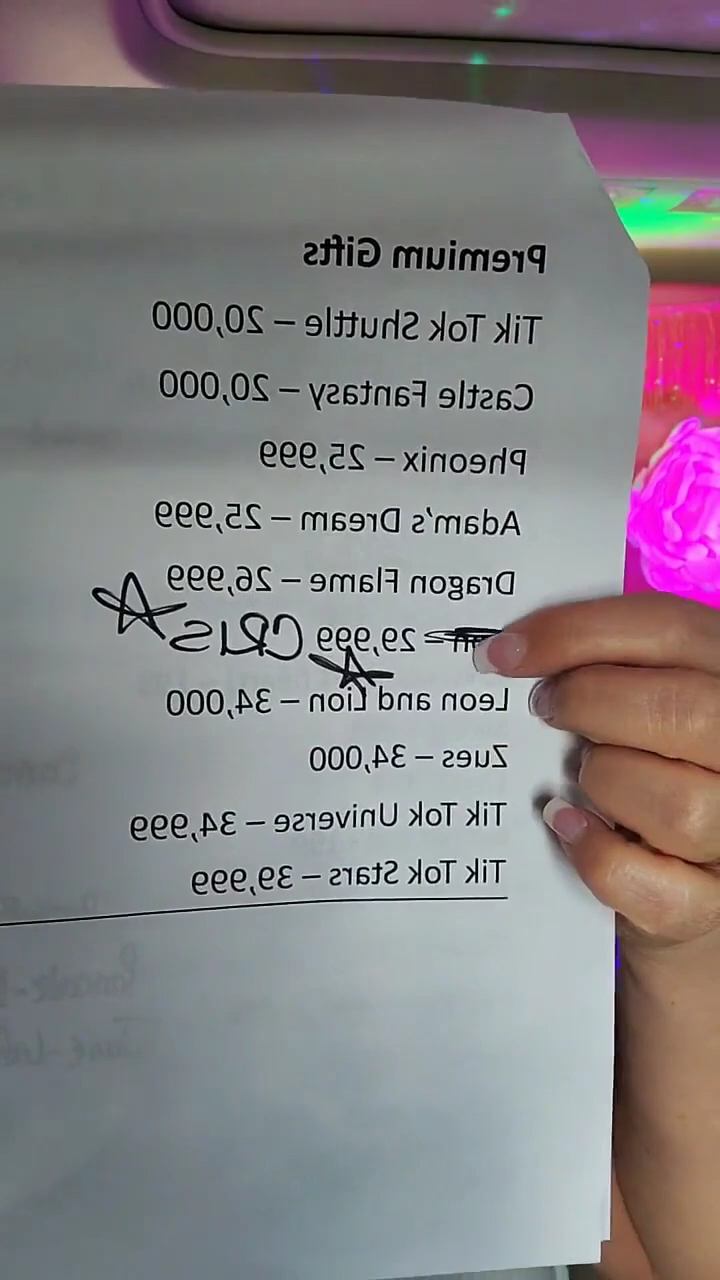 Premium Gifts
Tik Tok Shuttle – 20,000
Castle Fantasy – 20,000
Pheonix – 25,999
Adam's Dream – 25,999
Dragon Flame – 26,999
– 29,999 CRIS
Leon and Lion – 34,000
Zues – 34,000
Tik Tok Universe – 34,999
Tik Tok Stars – 39,999